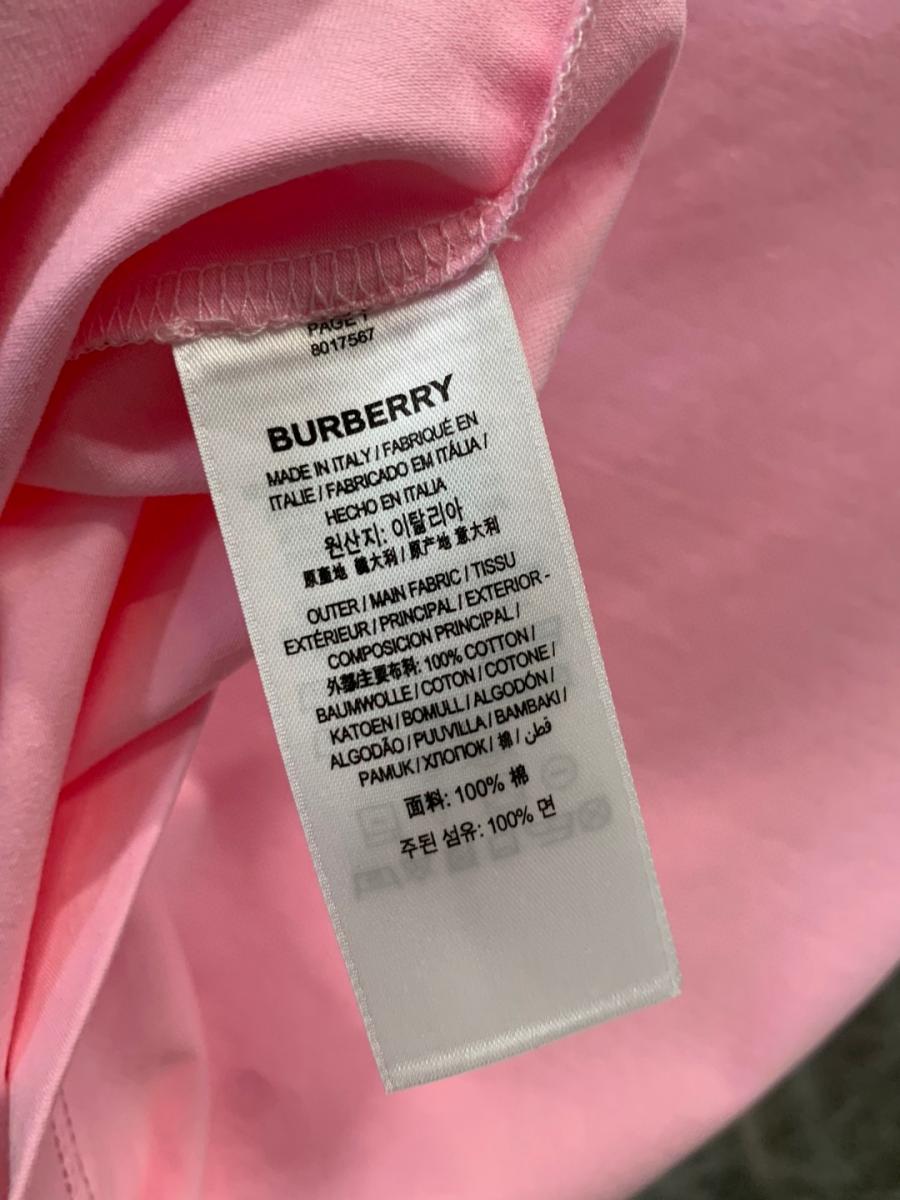 PAGE 1
8017567
BURBERRY
MADE IN ITALY / FABRIQUÉ EN
ITALIE / FABRICADO EM ITÁLIA /
HECHO EN ITALIA
원산지: 이탈리아
原產地 義大利 / 原产地 意大利
OUTER / MAIN FABRIC / TISSU
EXTÉRIEUR / PRINCIPAL / EXTERIOR -
COMPOSICION PRINCIPAL /
外部/主要布料: 100% COTTON /
BAUMWOLLE / COTON / COTONE /
KATOEN / BOMULL / ALGODÓN /
ALGODÃO / PUUVILLA / BAMBAKI /
PAMUK / ХЛОПОК / 棉 / قطن
面料: 100% 棉
주된 섬유: 100% 면